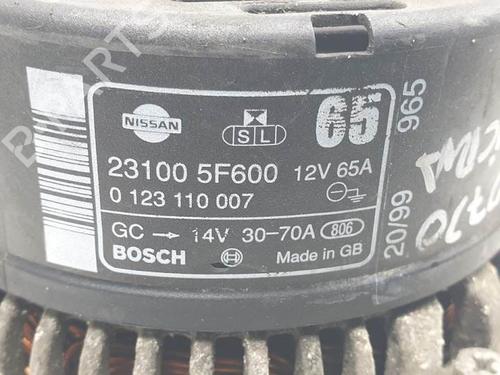 NISSAN
S L
65
23100 5F600 12V 65A
0 123 110 007
GC → 14V 30-70A 806
BOSCH Made in GB
20/99 965